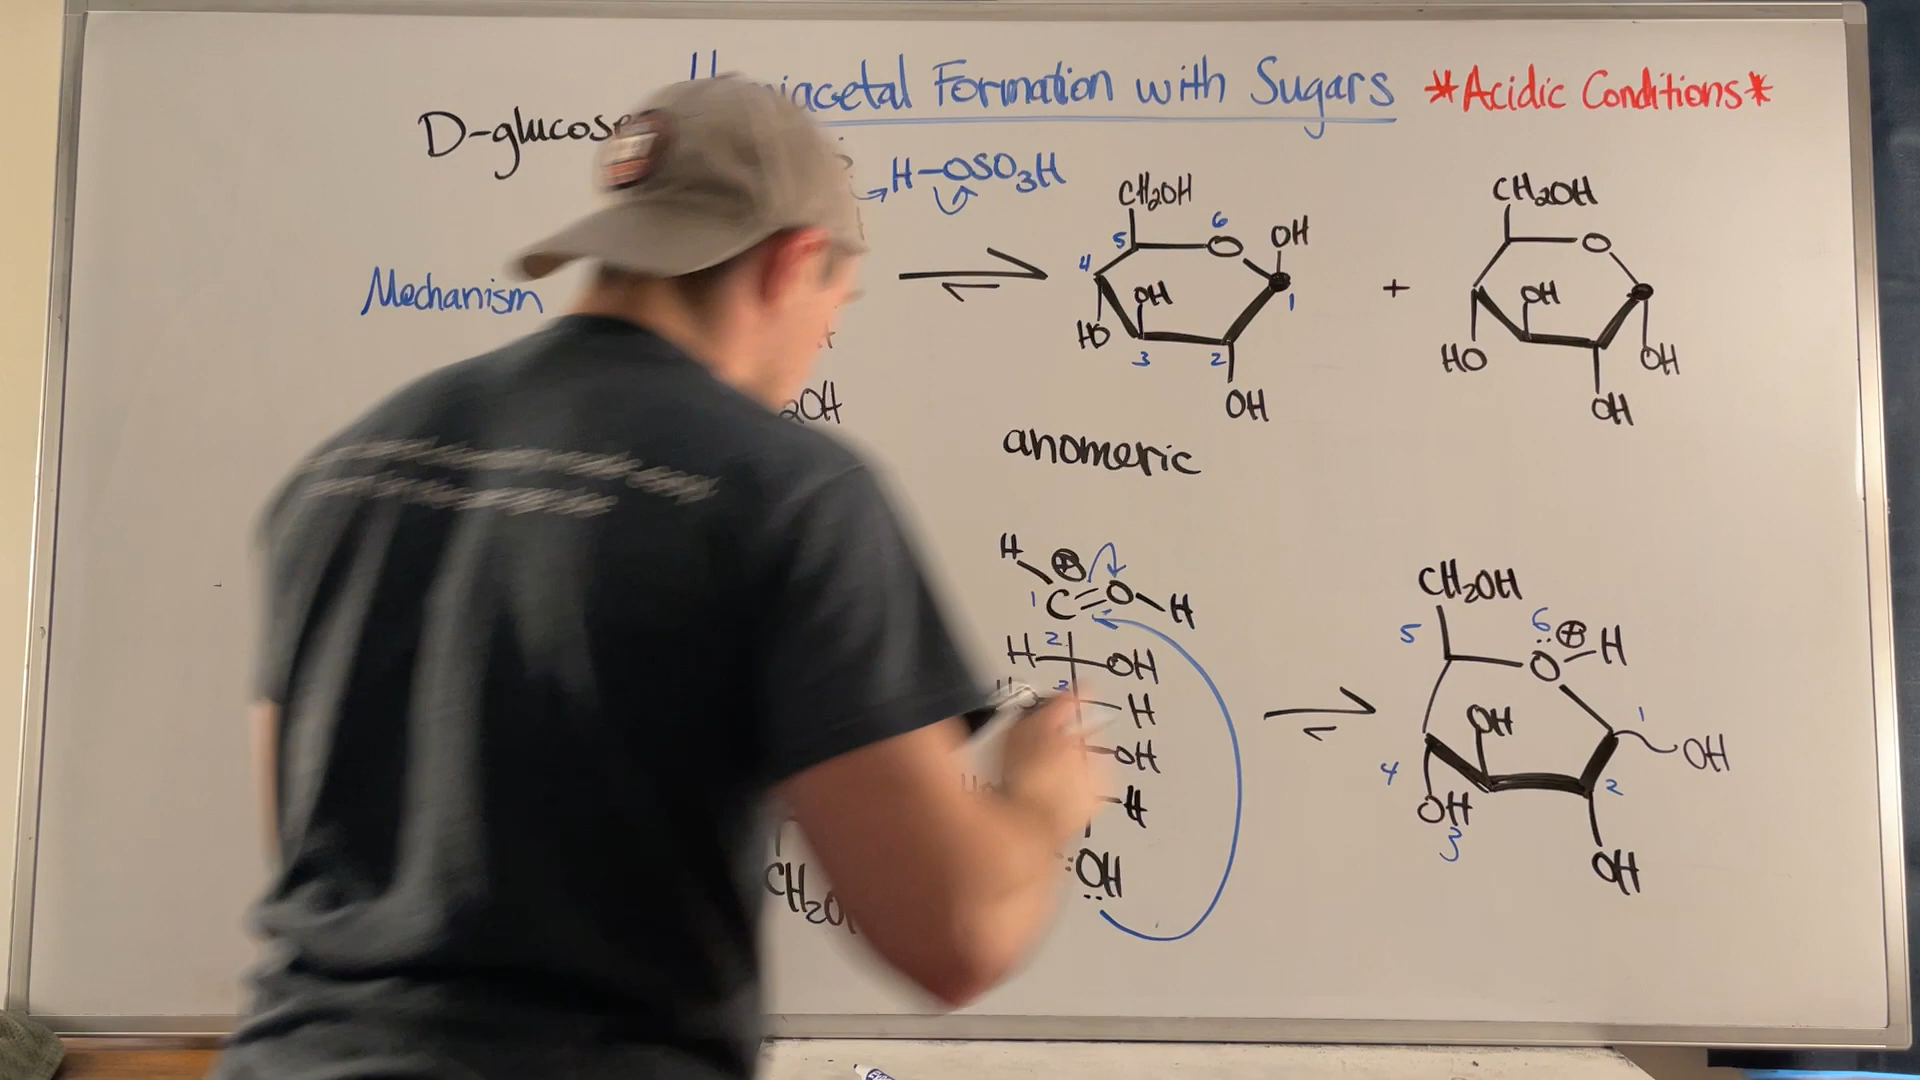 Formation with Sugars *Acidic Conditions*
D-glucose
H-OSO3H
Mechanism
CH2OH
6
5
O
OH
4
OH
HO
1
3
2
OH
+
CH2OH
O
OH
HO
OH
OH
anomeric
H
⊕
1
C
O
H
2
H
OH
H
OH
H
:OH
CH2OH
5
6
⊕
H
O
OH
1
OH
4
2
OH
3
OH